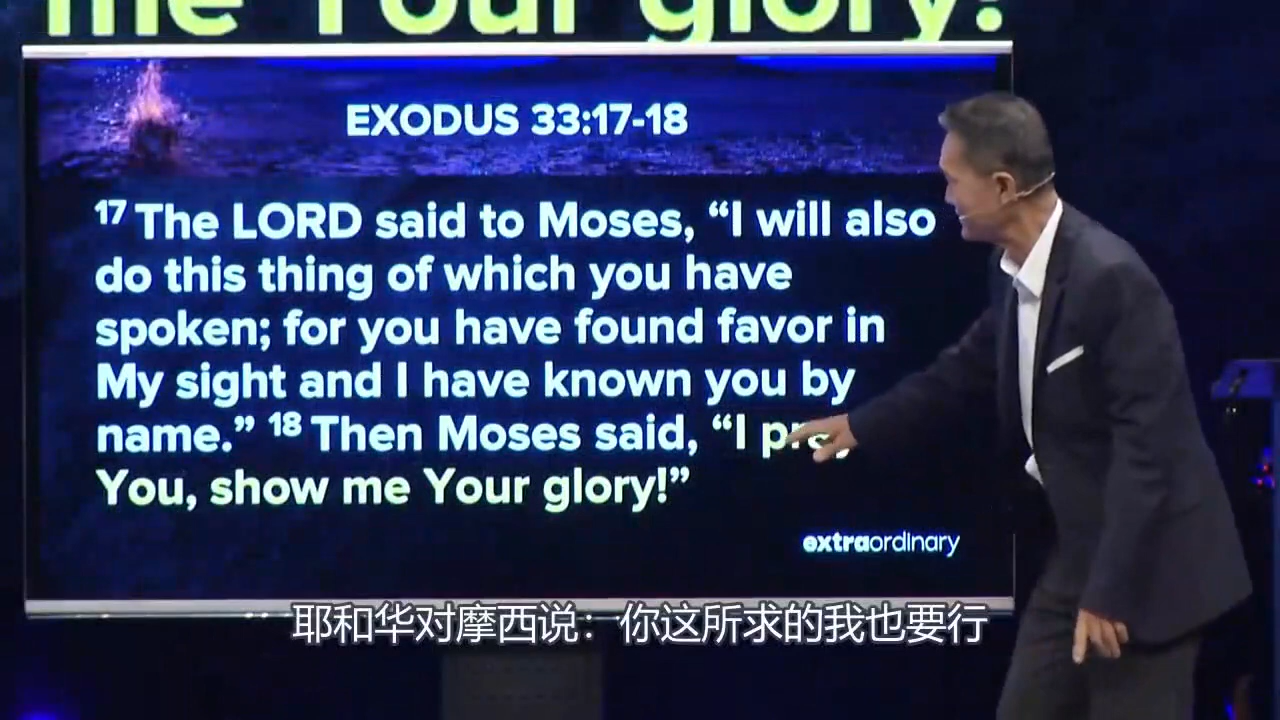 me Your glory!
EXODUS 33:17-18
17 The LORD said to Moses, “I will also
do this thing of which you have
spoken; for you have found favor in
My sight and I have known you by
name.” 18 Then Moses said, “I pray
You, show me Your glory!”
extraordinary
耶和华对摩西说：你这所求的我也要行